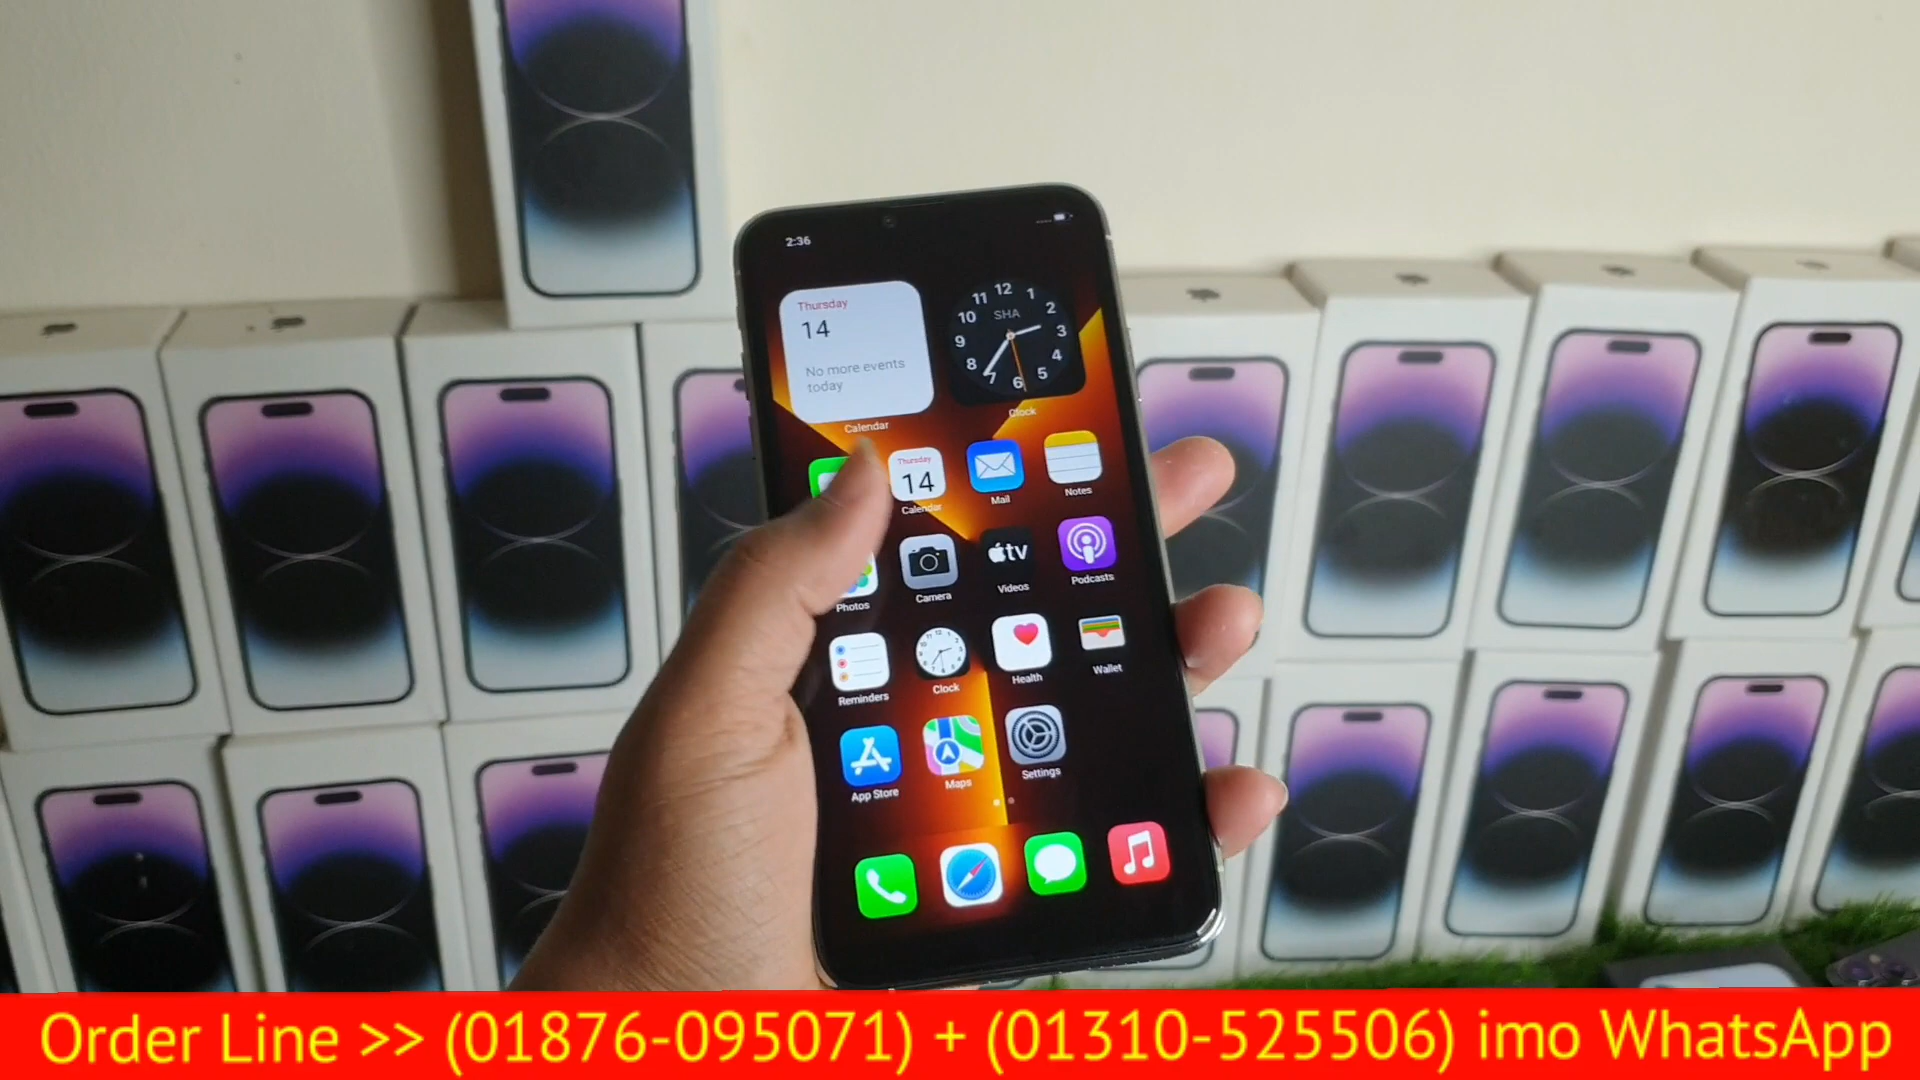 2:36
Thursday
14
No more events
today
Calendar
12
11
1
10
SHA
2
9
3
8
4
7
6
5
Clock
Thursday
14
Calendar
Mail
Notes
Photos
Camera
tv
Videos
Podcasts
Reminders
Clock
Health
Wallet
App Store
Maps
Settings
Order Line >> (01876-095071) + (01310-525506) imo WhatsApp